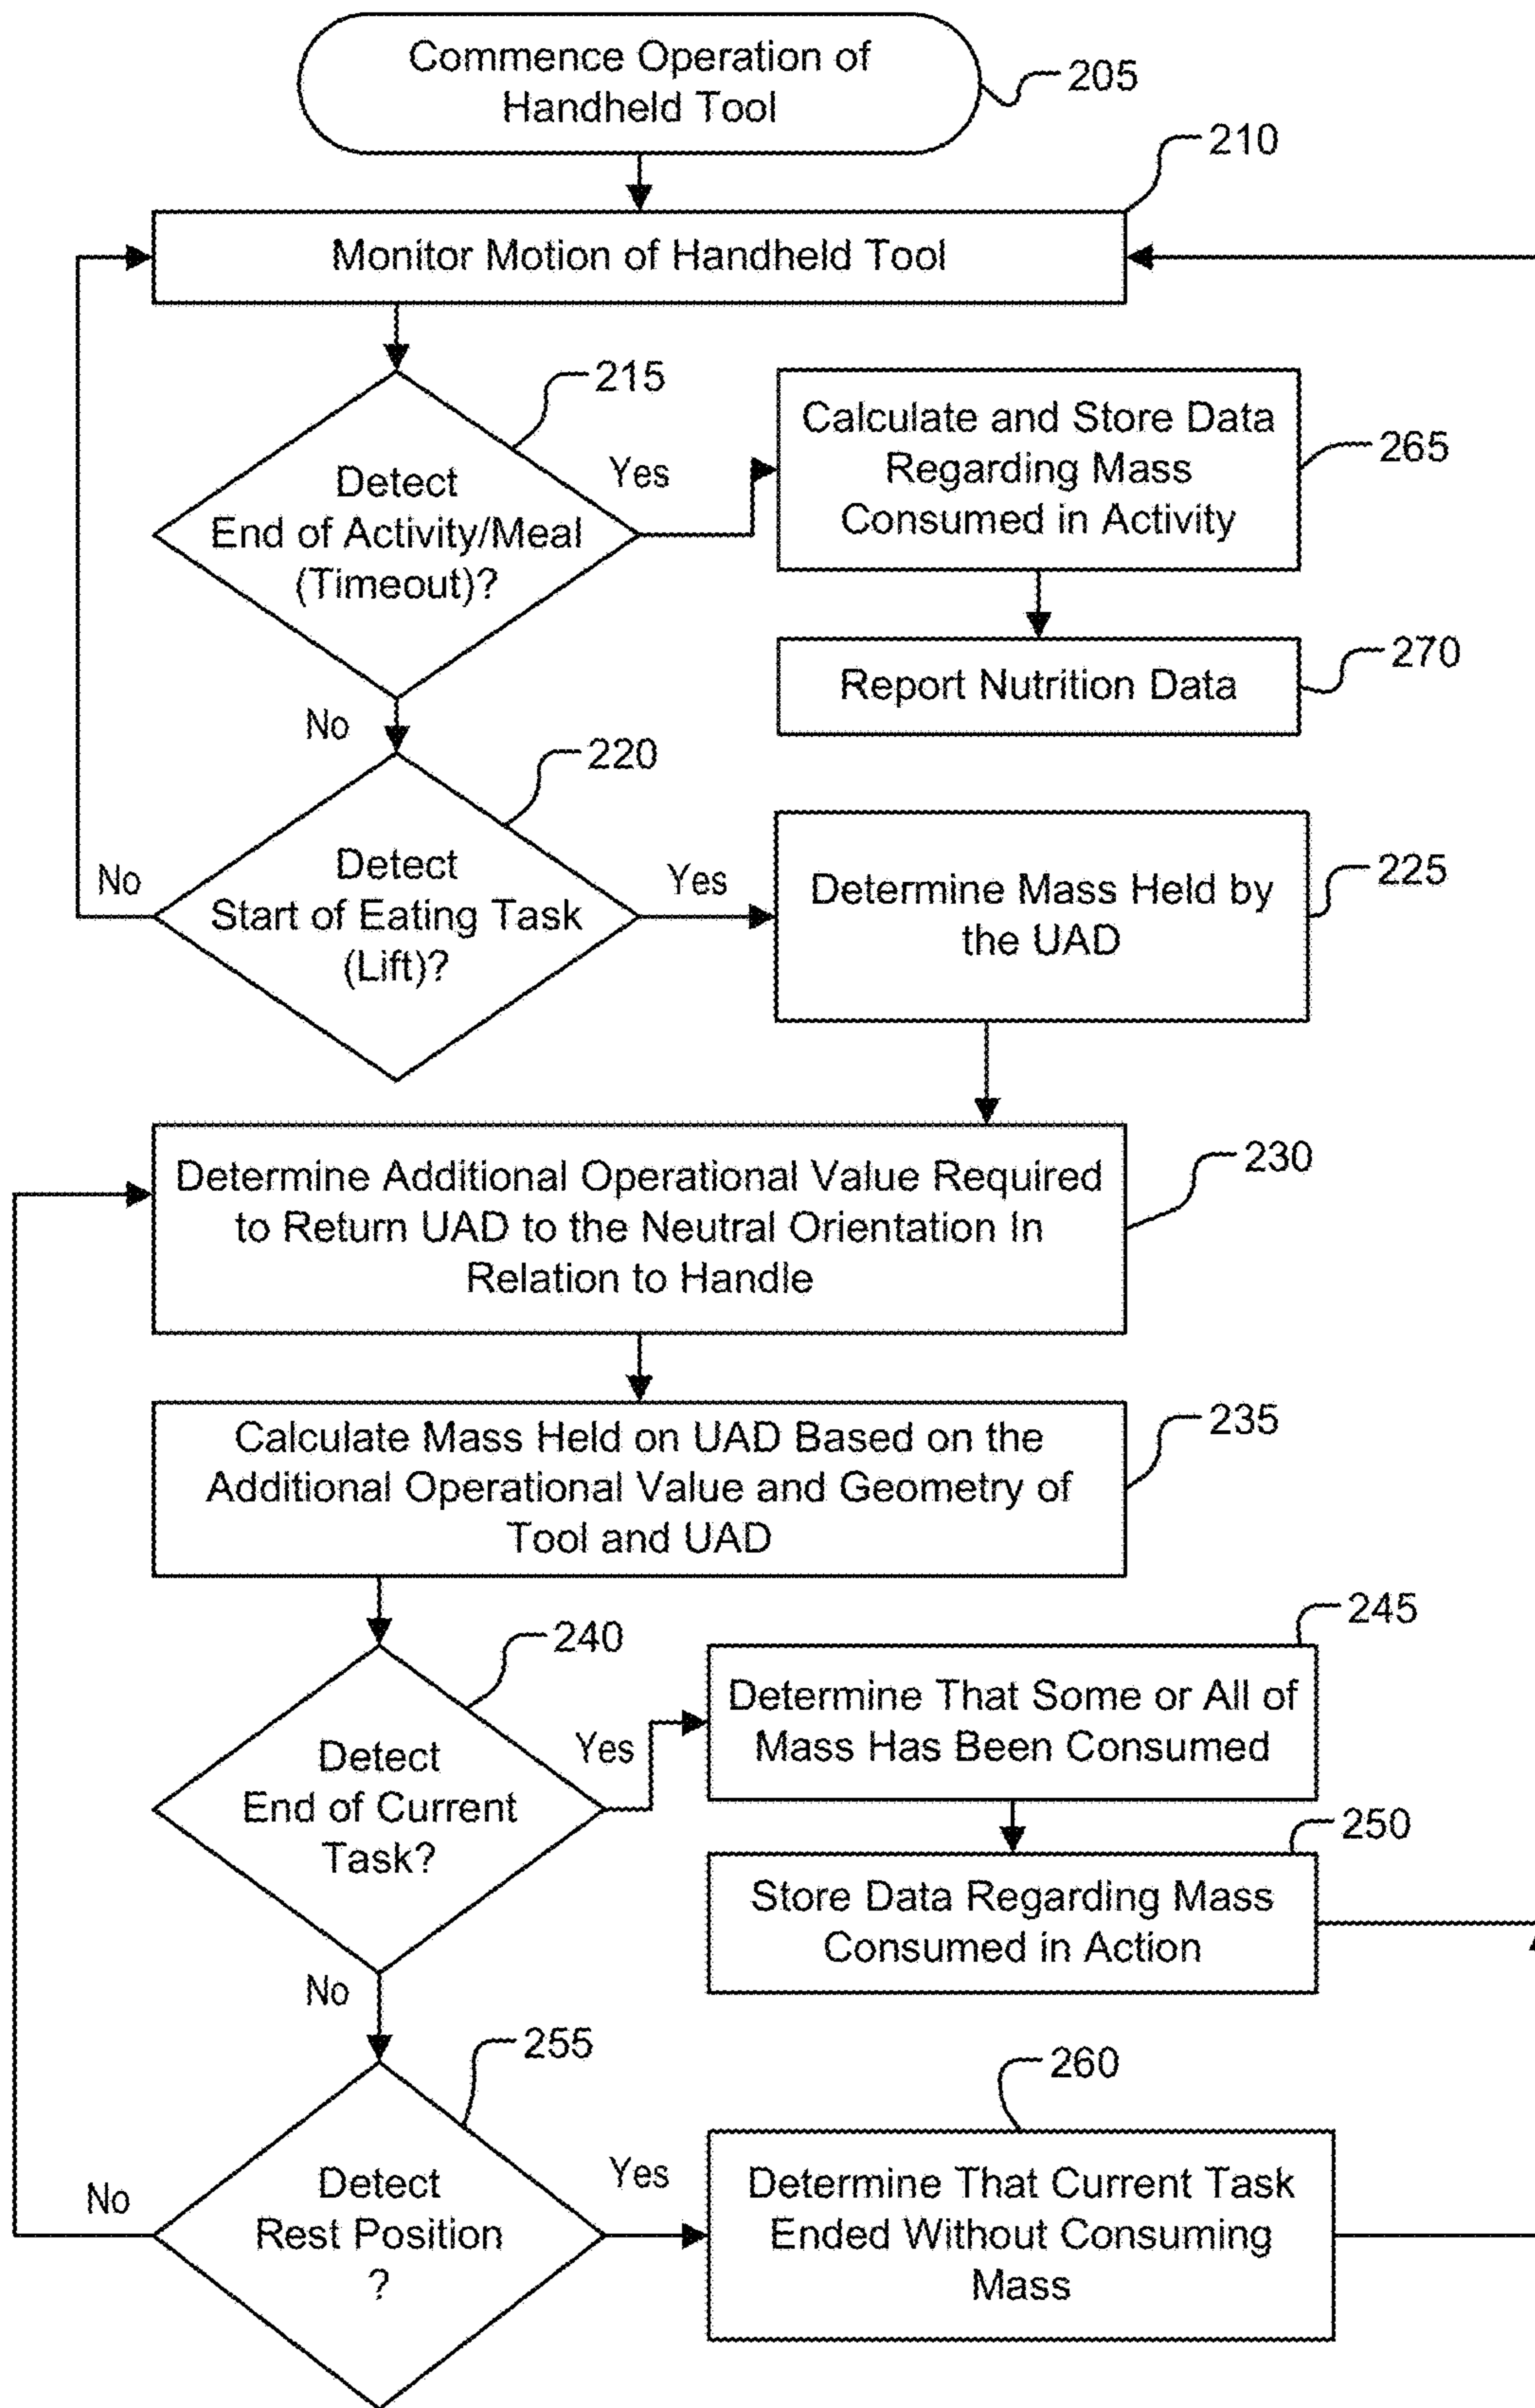 Commence Operation of
Handheld Tool
205
210
Monitor Motion of Handheld Tool
215
Detect
End of Activity/Meal
(Timeout)?
Yes
Calculate and Store Data
Regarding Mass
Consumed in Activity
265
Report Nutrition Data
270
No
220
Detect
Start of Eating Task
(Lift)?
No
Yes
Determine Mass Held by
the UAD
225
Determine Additional Operational Value Required
to Return UAD to the Neutral Orientation In
Relation to Handle
230
Calculate Mass Held on UAD Based on the
Additional Operational Value and Geometry of
Tool and UAD
235
240
Detect
End of Current
Task?
Yes
245
Determine That Some or All of
Mass Has Been Consumed
250
Store Data Regarding Mass
Consumed in Action
No
255
Detect
Rest Position
?
No
Yes
260
Determine That Current Task
Ended Without Consuming
Mass